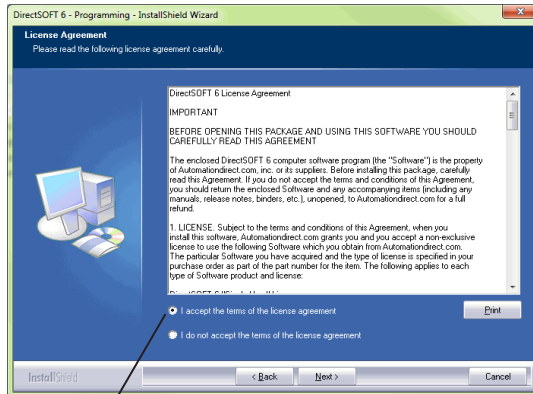 DirectSOFT 6 - Programming - InstallShield Wizard
License Agreement
Please read the following license agreement carefully.
DirectSOFT 6 License Agreement
IMPORTANT
BEFORE OPENING THIS PACKAGE AND USING THIS SOFTWARE YOU SHOULD
CAREFULLY READ THIS AGREEMENT
The enclosed DirectSOFT 6 computer software program (the "Software") is the property
of Automationdirect.com, inc. or its suppliers. Before installing this package, carefully
read this Agreement. If you do not accept the terms and conditions of this Agreement,
you should return the enclosed Software and any accompanying items (including any
manuals, release notes, binders, etc.), unopened, to Automationdirect.com for a full
refund.
1. LICENSE. Subject to the terms and conditions of this Agreement, when you
install this software, Automationdirect.com grants you and you accept a non-exclusive
license to use the following Software which you obtain from Automationdirect.com.
The particular Software you have acquired and the type of license is specified in your
purchase order as part of the part number for the item. The following applies to each
type of Software product and license:
I accept the terms of the license agreement
Print
I do not accept the terms of the license agreement
InstallShield
< Back
Next >
Cancel